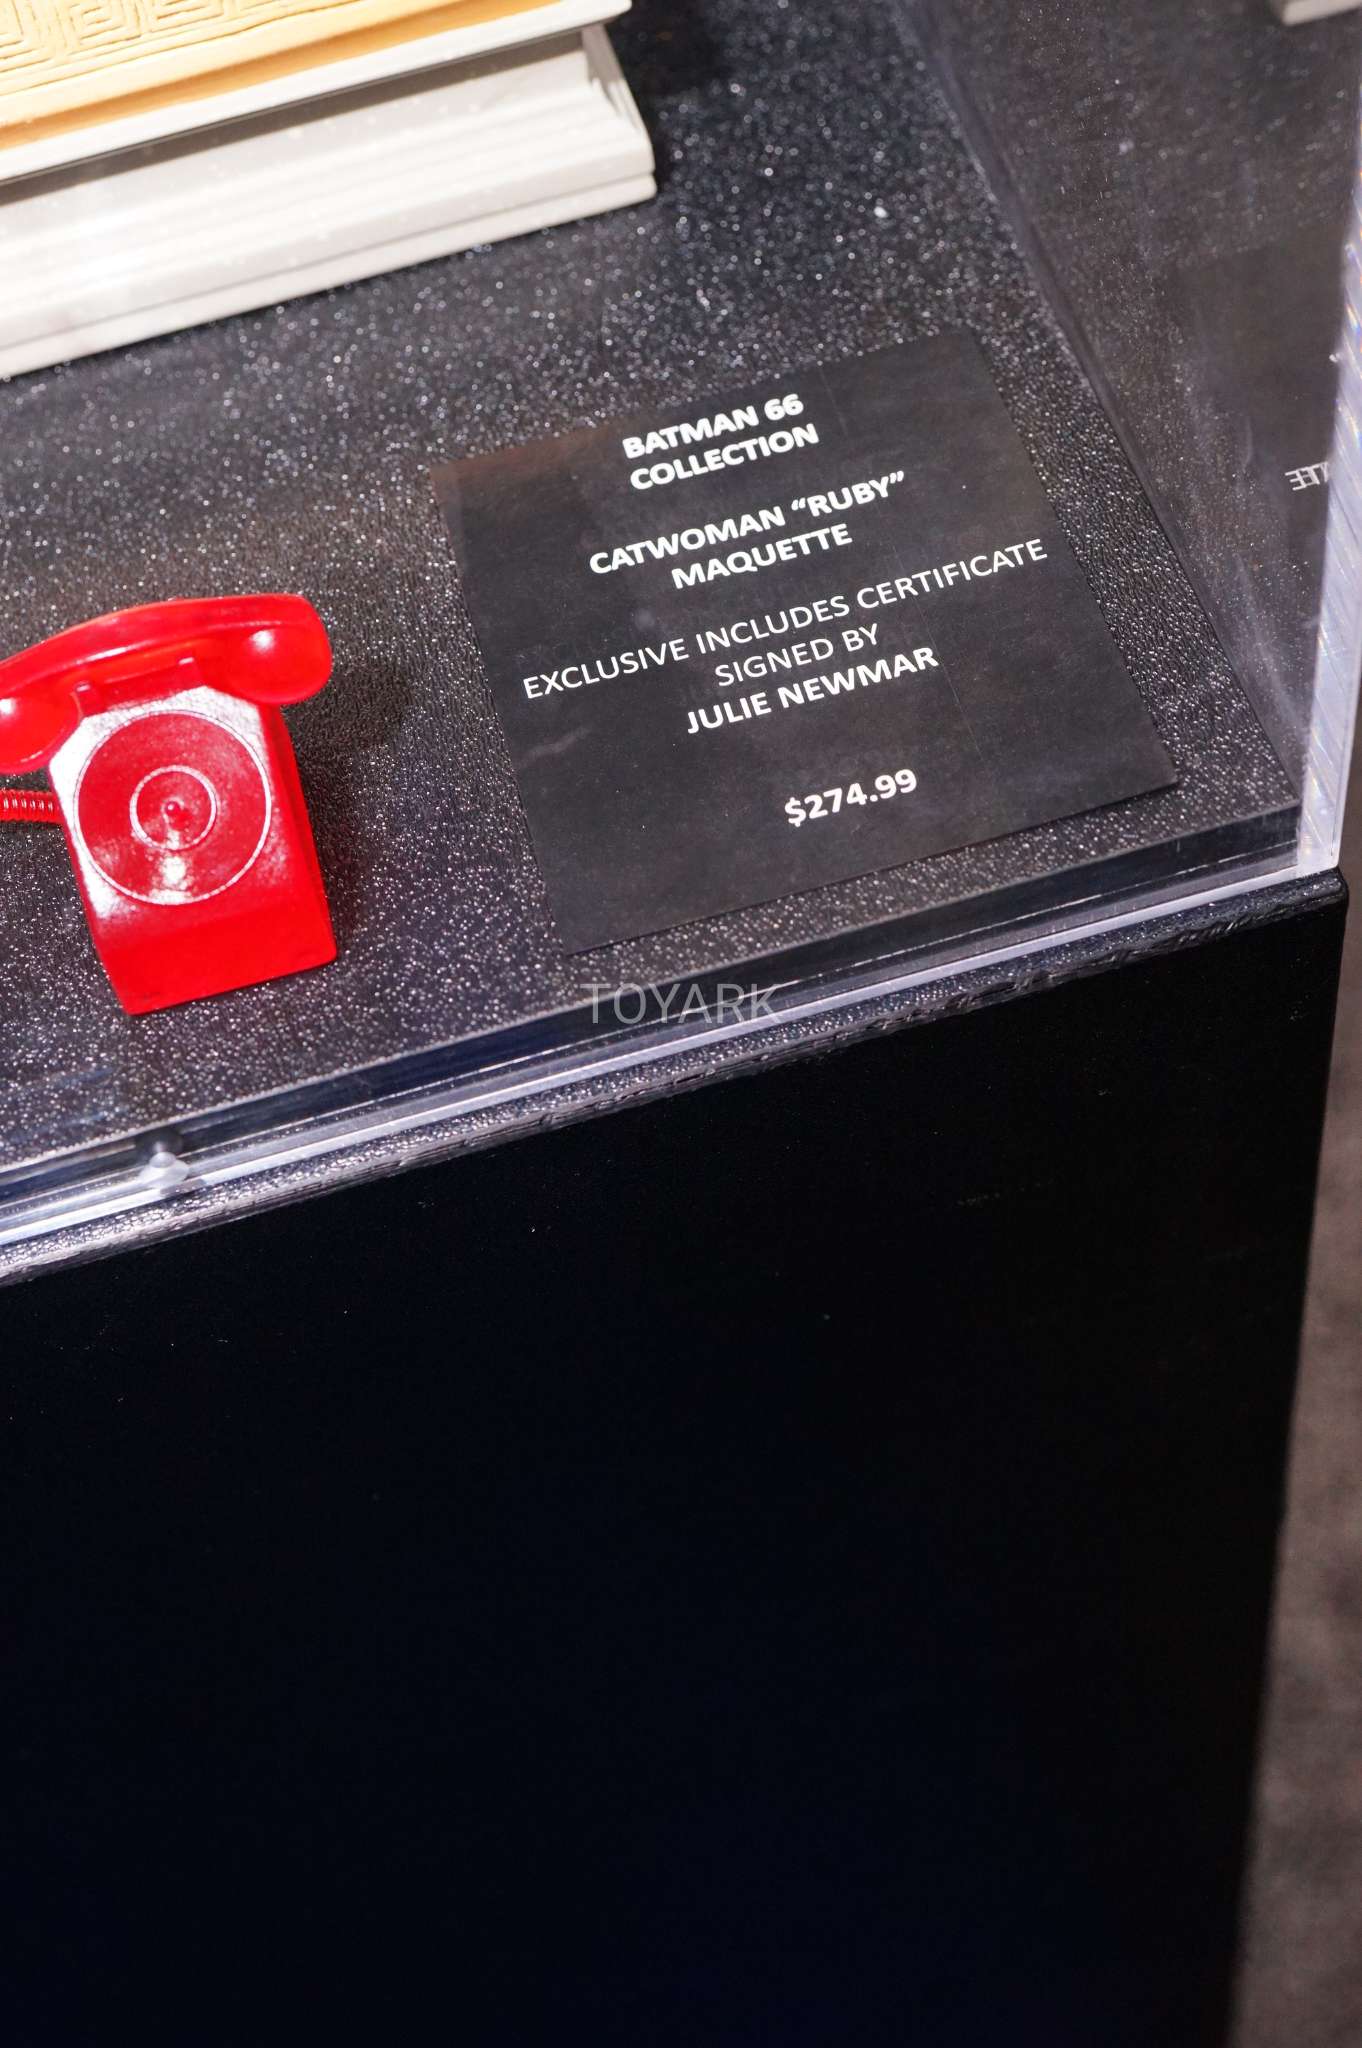 BATMAN 66
COLLECTION
CATWOMAN “RUBY”
MAQUETTE
EXCLUSIVE INCLUDES CERTIFICATE
SIGNED BY
JULIE NEWMAR
$274.99
TOYARK